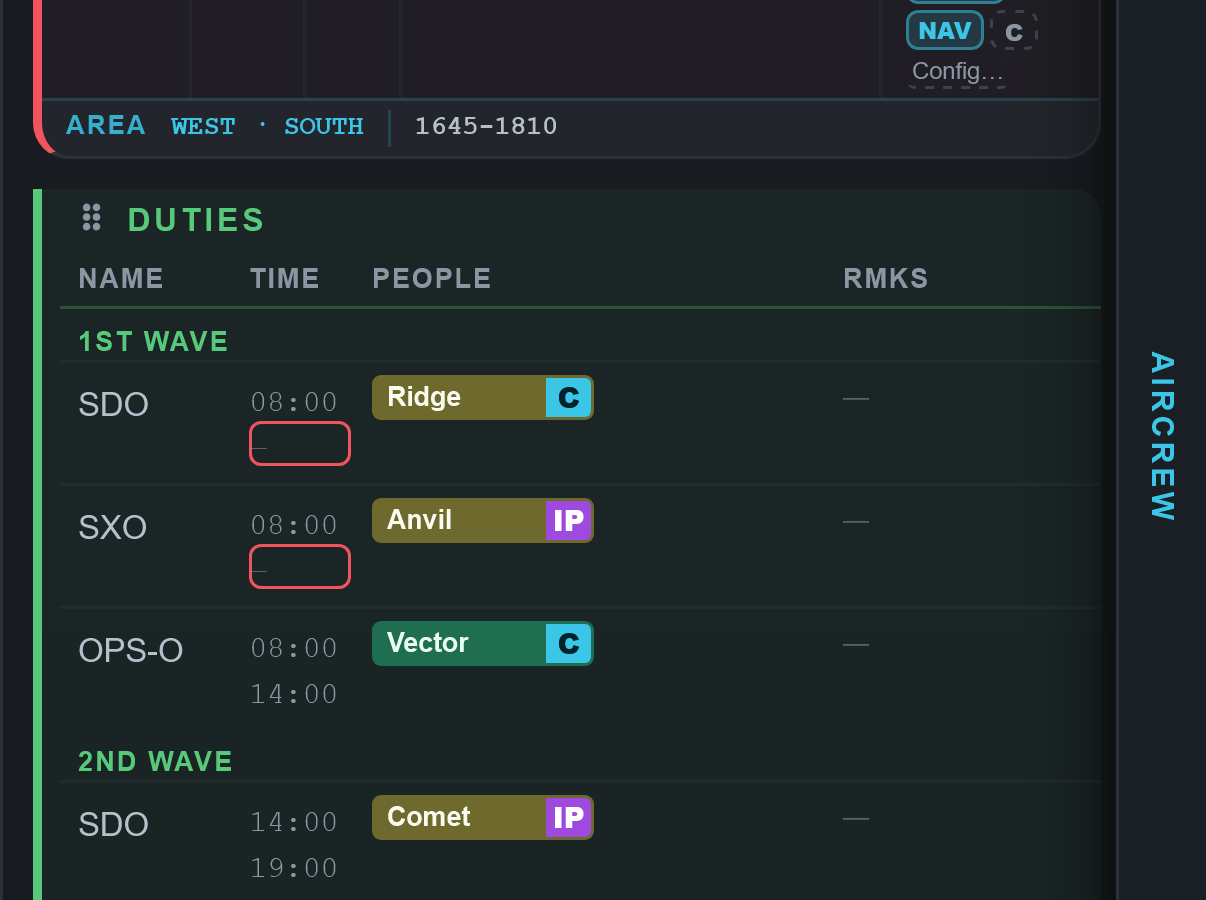 NAV C
Config…
AREA WEST · SOUTH 1645–1810
DUTIES
NAME TIME PEOPLE RMKS
1ST WAVE
SDO 08:00 Ridge C —
—
SXO 08:00 Anvil IP —
—
OPS-O 08:00 Vector C —
14:00
2ND WAVE
SDO 14:00 Comet IP —
19:00
AIRCREW